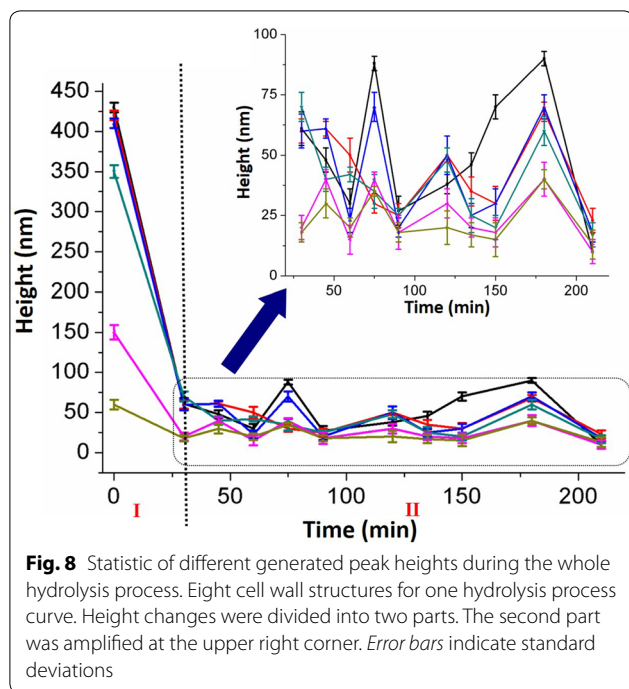 100
75
50
25
0
Height (nm)
50 100 150 200
Time (min)
450
400
350
300
250
200
150
100
50
0
Height (nm)
0 50 100 150 200
I II
Time (min)
Fig. 8 Statistic of different generated peak heights during the whole
hydrolysis process. Eight cell wall structures for one hydrolysis process
curve. Height changes were divided into two parts. The second part
was amplified at the upper right corner. Error bars indicate standard
deviations